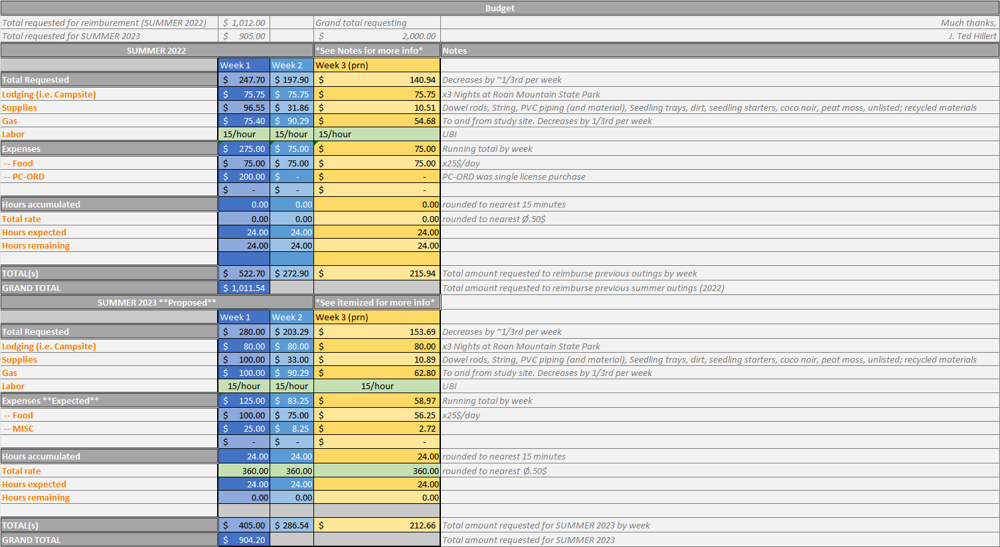 Budget
Total requested for reimburement (SUMMER 2022) $ 1,012.00 Grand total requesting Much thanks,
Total requested for SUMMER 2023 $ 905.00 $ 2,000.00 J. Ted Hillert
SUMMER 2022 *See Notes for more info* Notes
Week 1 Week 2 Week 3 (prn)
Total Requested $ 247.70 $ 197.90 $ 140.94 Decreases by ~1/3rd per week
Lodging (i.e. Campsite) $ 75.75 $ 75.75 $ 75.75 x3 Nights at Roan Mountain State Park
Supplies $ 96.55 $ 31.86 $ 10.51 Dowel rods, String, PVC piping (and material), Seedling trays, dirt, seedling starters, coco noir, peat moss, unlisted; recycled materials
Gas $ 75.40 $ 90.29 $ 54.68 To and from study site. Decreases by 1/3rd per week
Labor 15/hour 15/hour 15/hour UBI
Expenses $ 275.00 $ 75.00 $ 75.00 Running total by week
-- Food $ 75.00 $ 75.00 $ 75.00 x25$/day
-- PC-ORD $ 200.00 $ - $ - PC-ORD was single license purchase
$ - $ - $ -
Hours accumulated 0.00 0.00 0.00 rounded to nearest 15 minutes
Total rate 0.00 0.00 0.00 rounded to nearest Ø.50$
Hours expected 24.00 24.00 24.00
Hours remaining 24.00 24.00 24.00
TOTAL(s) $ 522.70 $ 272.90 $ 215.94 Total amount requested to reimburse previous outings by week
GRAND TOTAL $ 1,011.54 Total amount requested to reimburse previous summer outings (2022)
SUMMER 2023 **Proposed** *See itemized for more info*
Week 1 Week 2 Week 3 (prn)
Total Requested $ 280.00 $ 203.29 $ 153.69 Decreases by ~1/3rd per week
Lodging (i.e. Campsite) $ 80.00 $ 80.00 $ 80.00 x3 Nights at Roan Mountain State Park
Supplies $ 100.00 $ 33.00 $ 10.89 Dowel rods, String, PVC piping (and material), Seedling trays, dirt, seedling starters, coco noir, peat moss, unlisted; recycled materials
Gas $ 100.00 $ 90.29 $ 62.80 To and from study site. Decreases by 1/3rd per week
Labor 15/hour 15/hour 15/hour UBI
Expenses **Expected** $ 125.00 $ 83.25 $ 58.97 Running total by week
-- Food $ 100.00 $ 75.00 $ 56.25 x25$/day
-- MISC $ 25.00 $ 8.25 $ 2.72
$ - $ - $ -
Hours accumulated 24.00 24.00 24.00 rounded to nearest 15 minutes
Total rate 360.00 360.00 360.00 rounded to nearest Ø.50$
Hours expected 24.00 24.00 24.00
Hours remaining 0.00 0.00 0.00
TOTAL(s) $ 405.00 $ 286.54 $ 212.66 Total amount requested for SUMMER 2023 by week
GRAND TOTAL $ 904.20 Total amount requested for SUMMER 2023